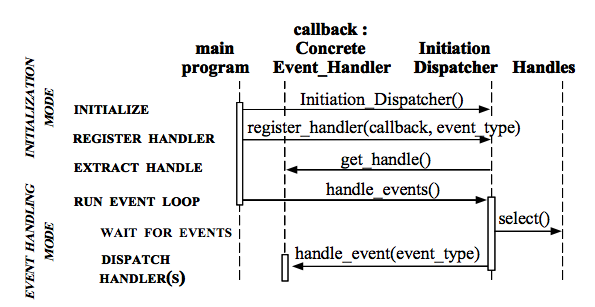 callback :
main Concrete Initiation
program Event_Handler Dispatcher Handles
INITIALIZATION
MODE
INITIALIZE Initiation_Dispatcher()
REGISTER HANDLER register_handler(callback, event_type)
EXTRACT HANDLE get_handle()
EVENT HANDLING
MODE
RUN EVENT LOOP handle_events()
WAIT FOR EVENTS select()
DISPATCH handle_event(event_type)
HANDLER(S)